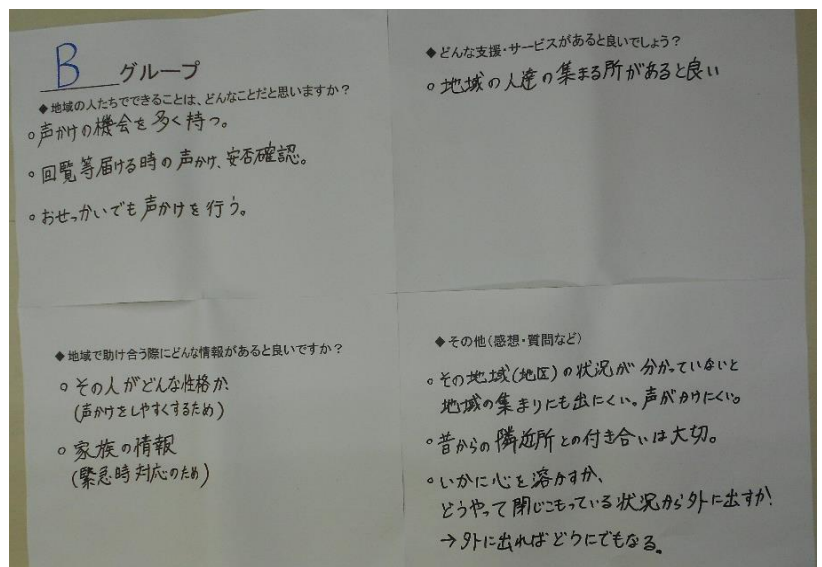 B グループ
◆地域の人たちでできることは、どんなことだと思いますか？
○声かけの機会を多く持つ。
○回覧等届ける時の声かけ、安否確認。
○おせっかいでも声かけを行う。
◆どんな支援・サービスがあると良いでしょう？
○地域の人達の集まる所があると良い
◆地域で助け合う際にどんな情報があると良いですか？
○その人がどんな性格か、
(声かけをしやすくするため)
○家族の情報
(緊急時対応のため)
◆その他（感想・質問など）
○その地域(地区)の状況が分かっていないと
地域の集まりにも出にくい。声がかけにくい。
○昔からの隣近所との付き合いは大切。
○いかに心を溶かすか、
どうやって閉じこもっている状況から外に出すか!
→外に出ればどうにでもなる。